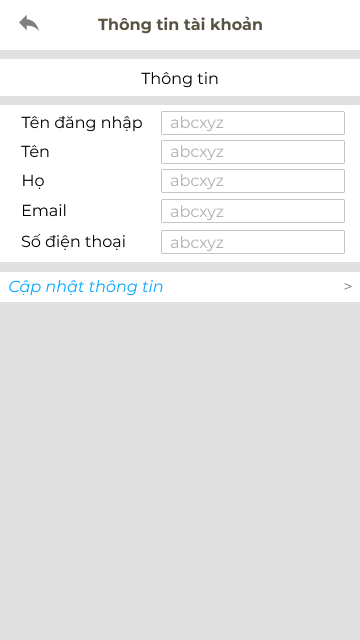 Thông tin tài khoản
Thông tin
Tên đăng nhập abcxyz
Tên abcxyz
Họ abcxyz
Email abcxyz
Số điện thoại abcxyz
Cập nhật thông tin >